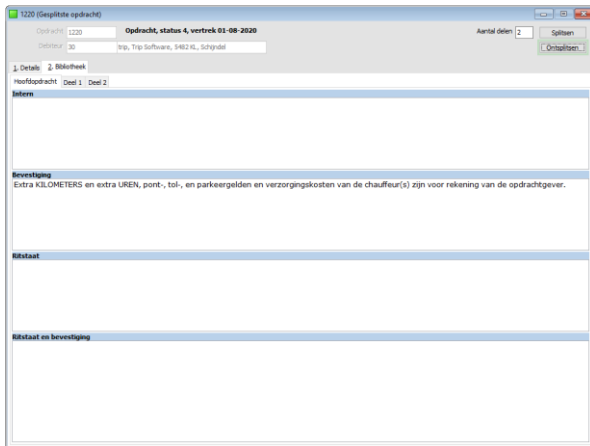 1220 (Gesplitste opdracht)
Opdracht 1220 Opdracht, status 4, vertrek 01-08-2020 Aantal delen 2 Splitsen
Debiteur 30 trip, Trip Software, 5482 KL, Schijndel Ontsplitsen
1. Details 2. Bibliotheek
Hoofdopdracht Deel 1 Deel 2
Intern
Bevestiging
Extra KILOMETERS en extra UREN, pont-, tol-, en parkeergelden en verzorgingskosten van de chauffeur(s) zijn voor rekening van de opdrachtgever.
Ritstaat
Ritstaat en bevestiging